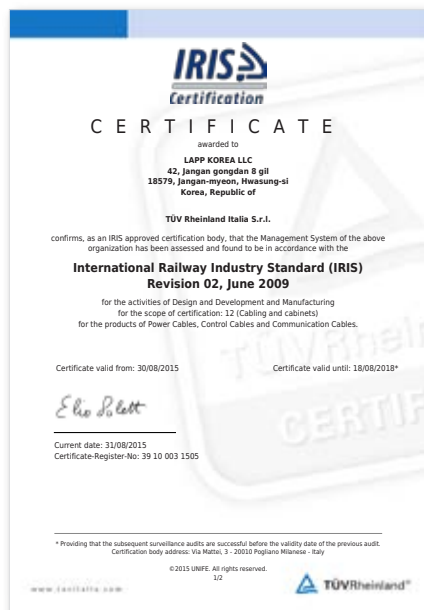 IRIS
Certification
CERTIFICATE
awarded to
LAPP KOREA LLC
42, Jangan gongdan 8 gil
18579, Jangan-myeon, Hwasung-si
Korea, Republic of
TÜV Rheinland Italia S.r.l.
confirms, as an IRIS approved certification body, that the Management System of the above
organization has been assessed and found to be in accordance with the
International Railway Industry Standard (IRIS)
Revision 02, June 2009
for the activities of Design and Development and Manufacturing
for the scope of certification: 12 (Cabling and cabinets)
for the products of Power Cables, Control Cables and Communication Cables.
TÜVRhein
CERTIF
Certificate valid from: 30/08/2015 Certificate valid until: 18/08/2018*
Current date: 31/08/2015
Certificate-Register-No: 39 10 003 1505
* Providing that the subsequent surveillance audits are successful before the validity date of the previous audit.
Certification body address: Via Mattei, 3 - 20010 Pogliano Milanese - Italy
©2015 UNIFE. All rights reserved.
1/2
TÜVRheinland®